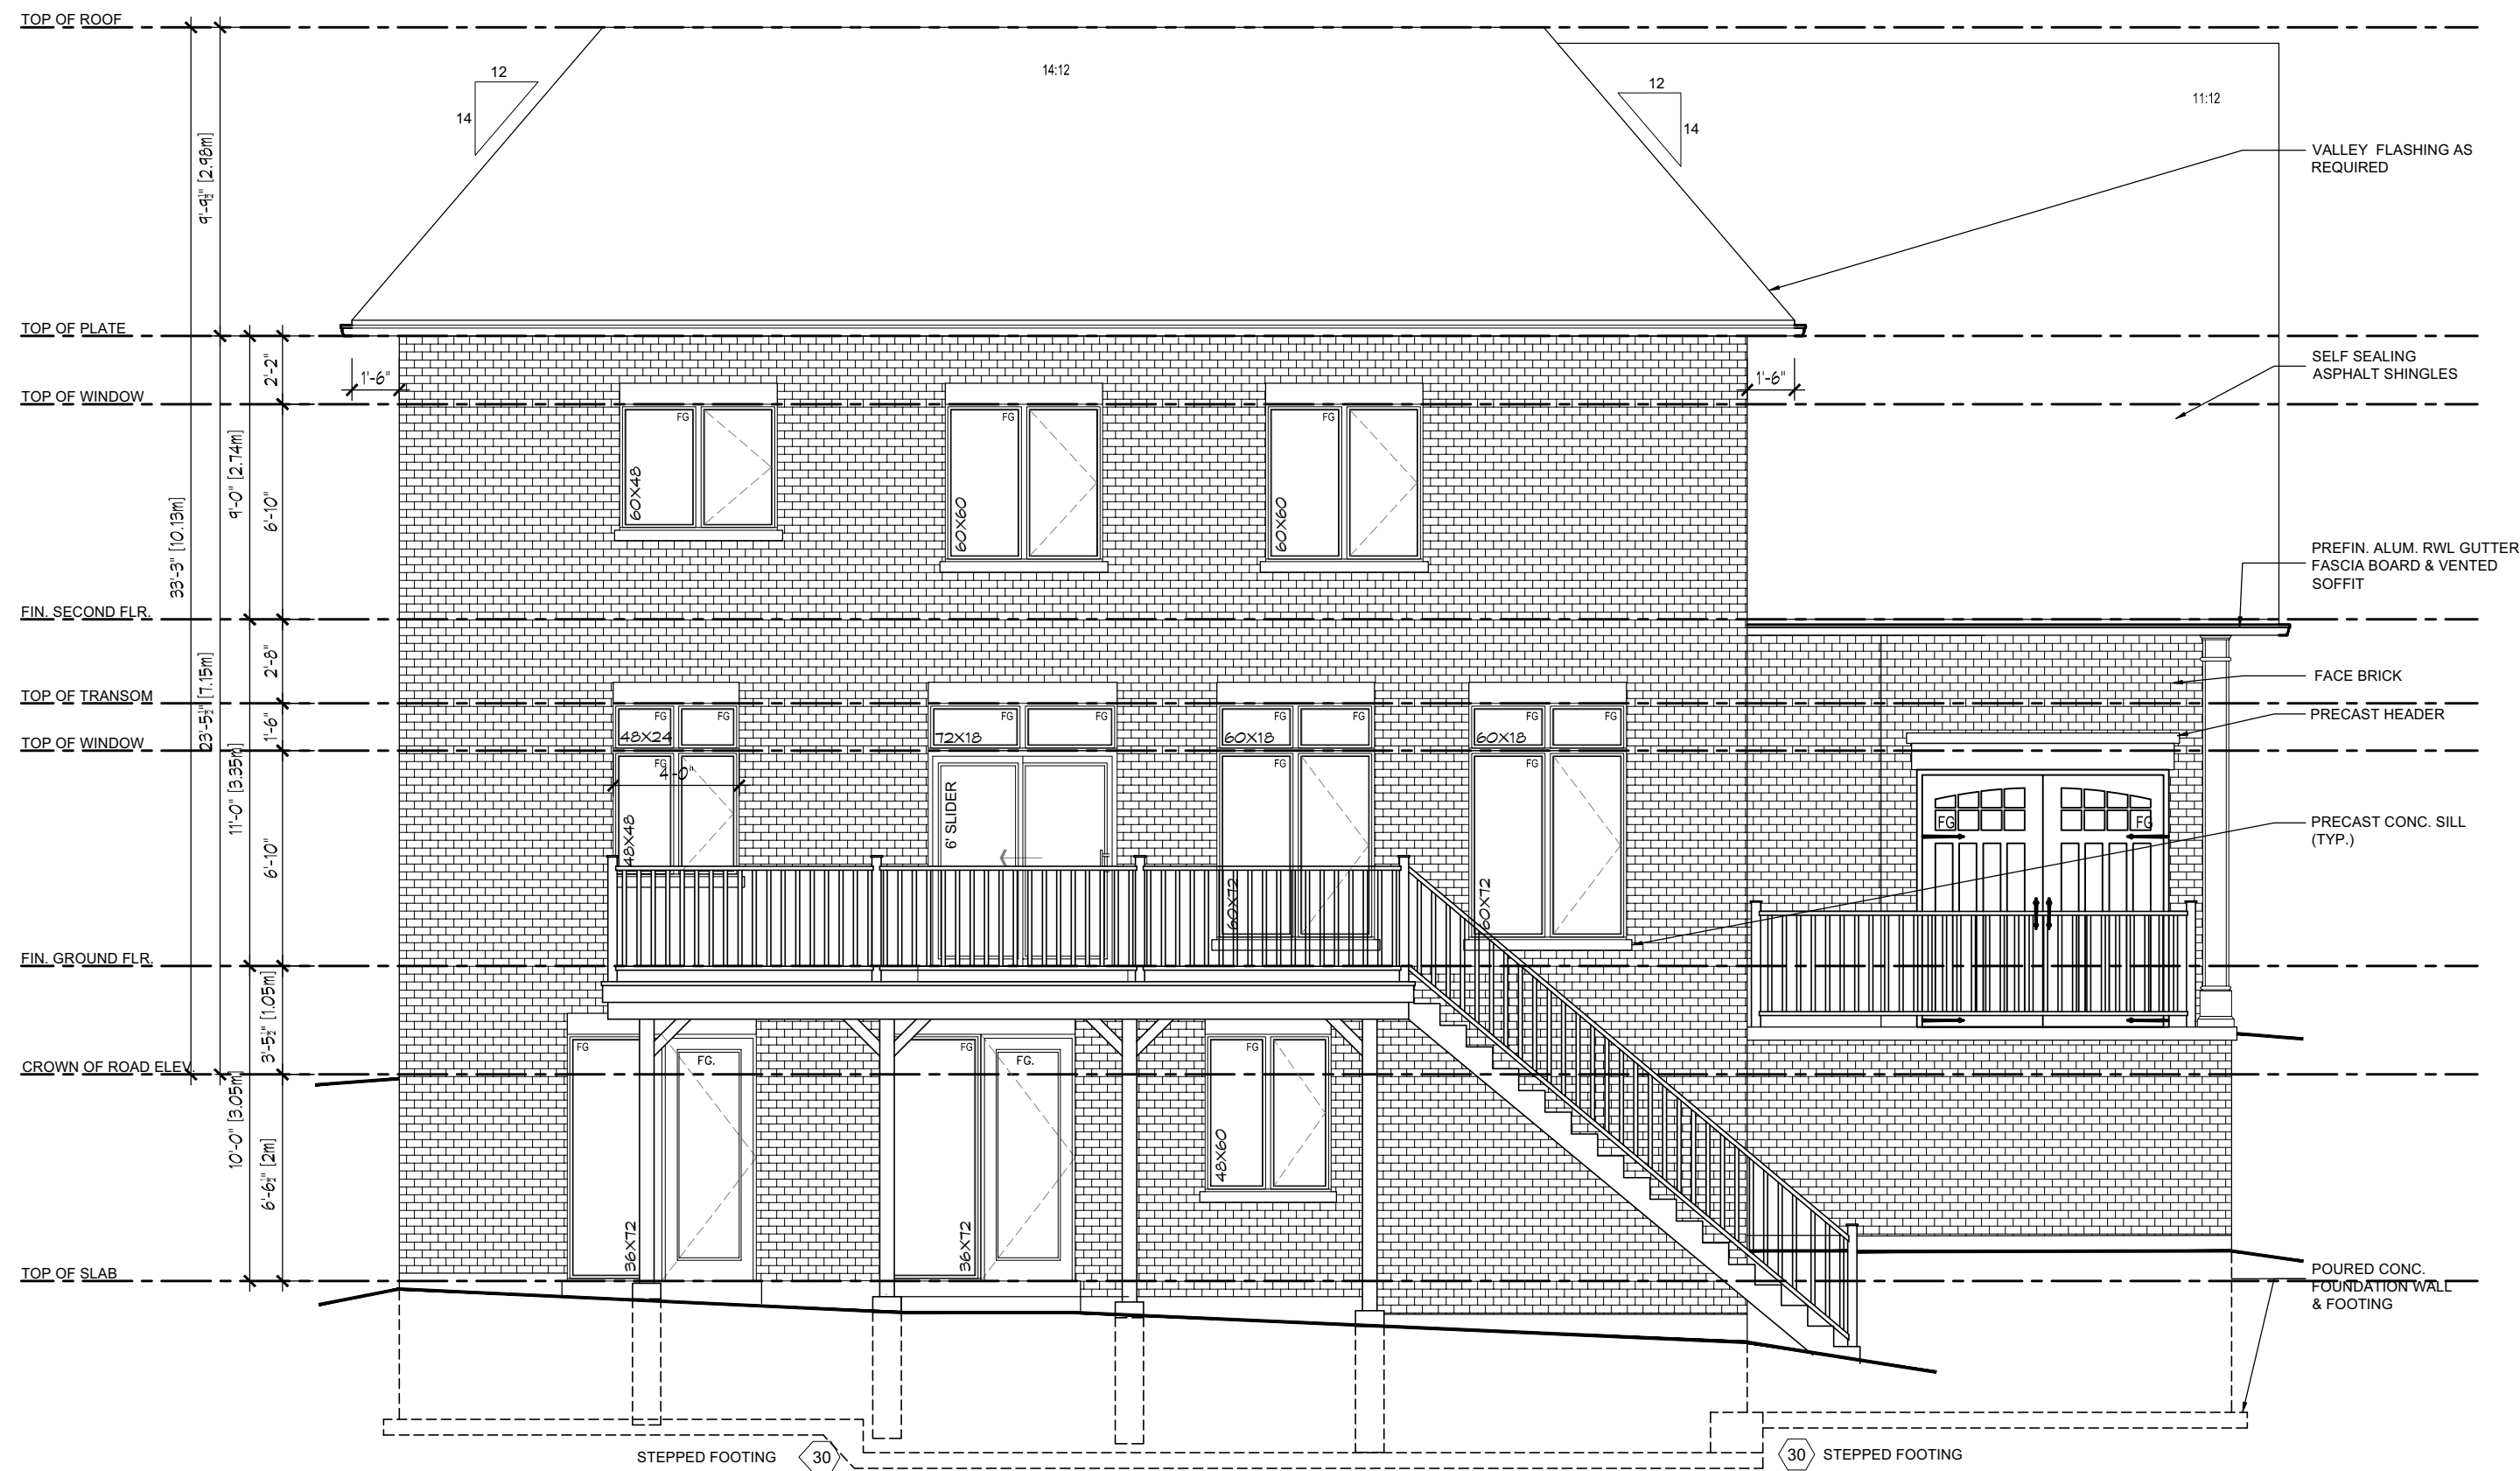 TOP OF ROOF
12
14
14:12
12
14
11:12
VALLEY FLASHING AS
REQUIRED
9'-9½" [2.98m]
TOP OF PLATE
2'-2"
1'-6"
1'-6"
SELF SEALING
ASPHALT SHINGLES
TOP OF WINDOW
FG
FG
FG
60X48
60X60
60X60
33'-3" [10.13m]
9'-0" [2.74m]
6'-10"
PREFIN. ALUM. RWL GUTTER
FASCIA BOARD & VENTED
SOFFIT
FIN. SECOND FLR.
2'-8"
23'-5½" [7.15m]
FACE BRICK
TOP OF TRANSOM
1'-6"
FG
FG
FG
FG
FG
FG
FG
FG
48X24
72X18
60X18
60X18
PRECAST HEADER
TOP OF WINDOW
FG
FG
FG
4'-0"
6' SLIDER
48X48
60X72
60X72
FG
FG
11'-0" [3.35m]
6'-10"
PRECAST CONC. SILL
(TYP.)
FIN. GROUND FLR.
3'-5½" [1.05m]
FG
FG.
FG
FG.
FG
CROWN OF ROAD ELEV.
10'-0" [3.05m]
6'-6½" [2m]
36X72
36X72
48X60
TOP OF SLAB
POURED CONC.
FOUNDATION WALL
& FOOTING
STEPPED FOOTING
30
30
STEPPED FOOTING